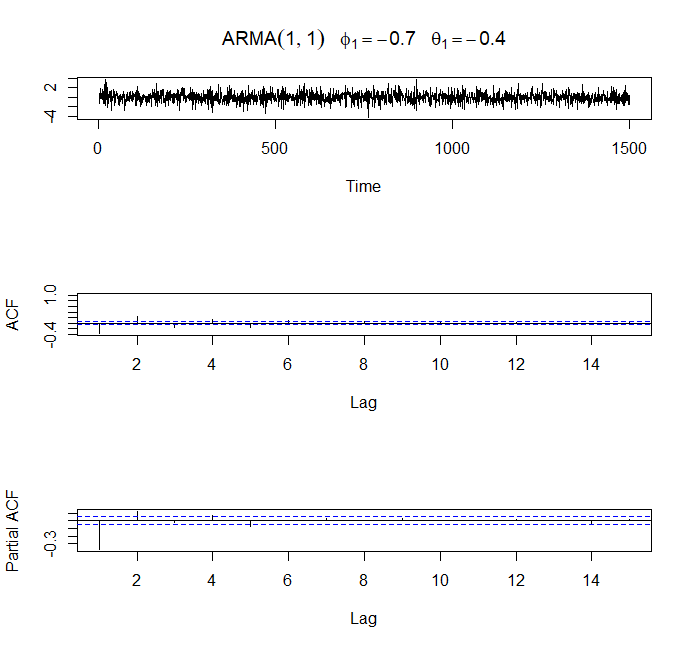 ARMA(1, 1) ϕ₁ = −0.7 θ₁ = −0.4
2
-4
0 500 1000 1500
Time
ACF
1.0
-0.4
2 4 6 8 10 12 14
Lag
Partial ACF
-0.3
2 4 6 8 10 12 14
Lag